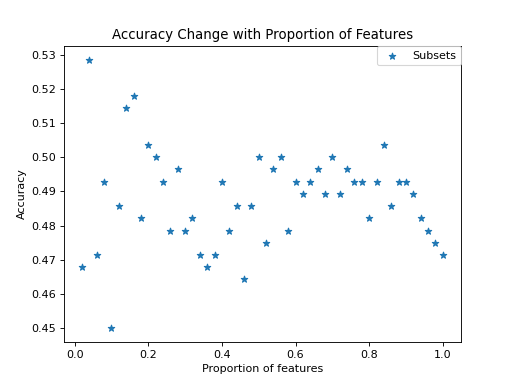 Accuracy Change with Proportion of Features
Subsets
Accuracy
0.53
0.52
0.51
0.50
0.49
0.48
0.47
0.46
0.45
0.0 0.2 0.4 0.6 0.8 1.0
Proportion of features